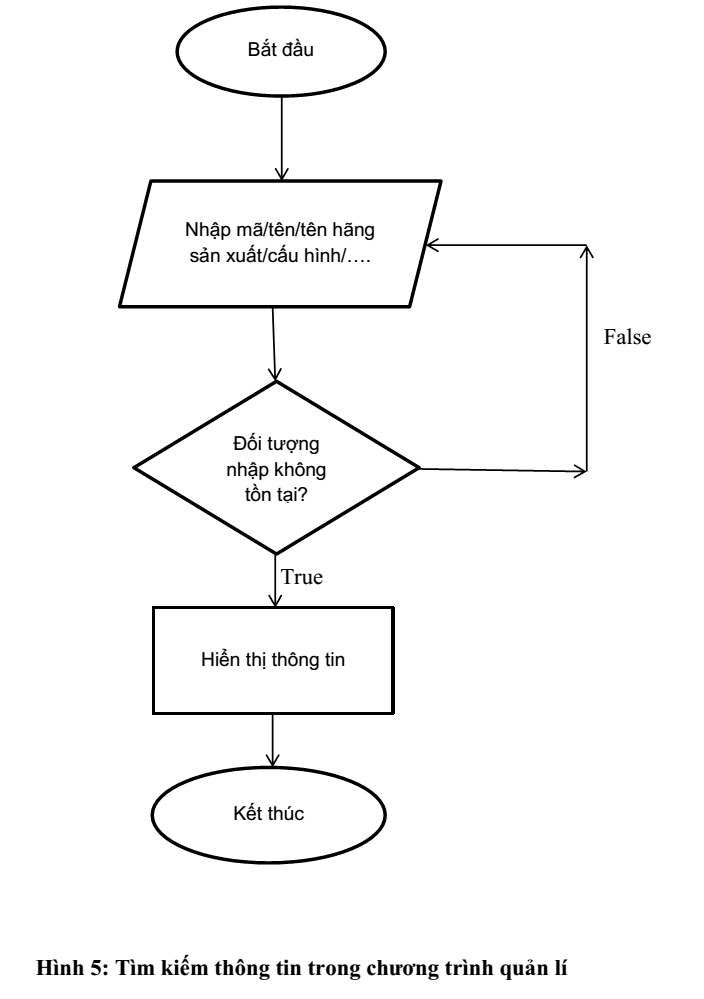 Bắt đầu
Nhập mã/tên/tên hãng
sản xuất/cấu hình/….
False
Đối tượng
nhập không
tồn tại?
True
Hiển thị thông tin
Kết thúc
Hình 5: Tìm kiếm thông tin trong chương trình quản lí